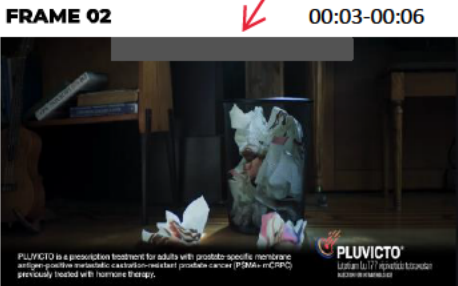 FRAME 02
00:03-00:06
PLUVICTO is a prescription treatment for adults with prostate-specific membrane
antigen-positive metastatic castration-resistant prostate cancer (PSMA+ mCRPC)
previously treated with hormone therapy.
PLUVICTO®